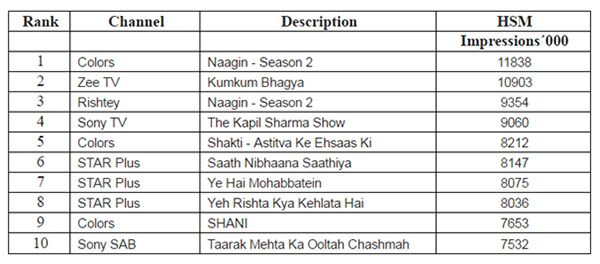 Rank Channel Description HSM
Impressions´000
1 Colors Naagin - Season 2 11838
2 Zee TV Kumkum Bhagya 10903
3 Rishtey Naagin - Season 2 9354
4 Sony TV The Kapil Sharma Show 9060
5 Colors Shakti - Astitva Ke Ehsaas Ki 8212
6 STAR Plus Saath Nibhaana Saathiya 8147
7 STAR Plus Ye Hai Mohabbatein 8075
8 STAR Plus Yeh Rishta Kya Kehlata Hai 8036
9 Colors SHANI 7653
10 Sony SAB Taarak Mehta Ka Ooltah Chashmah 7532